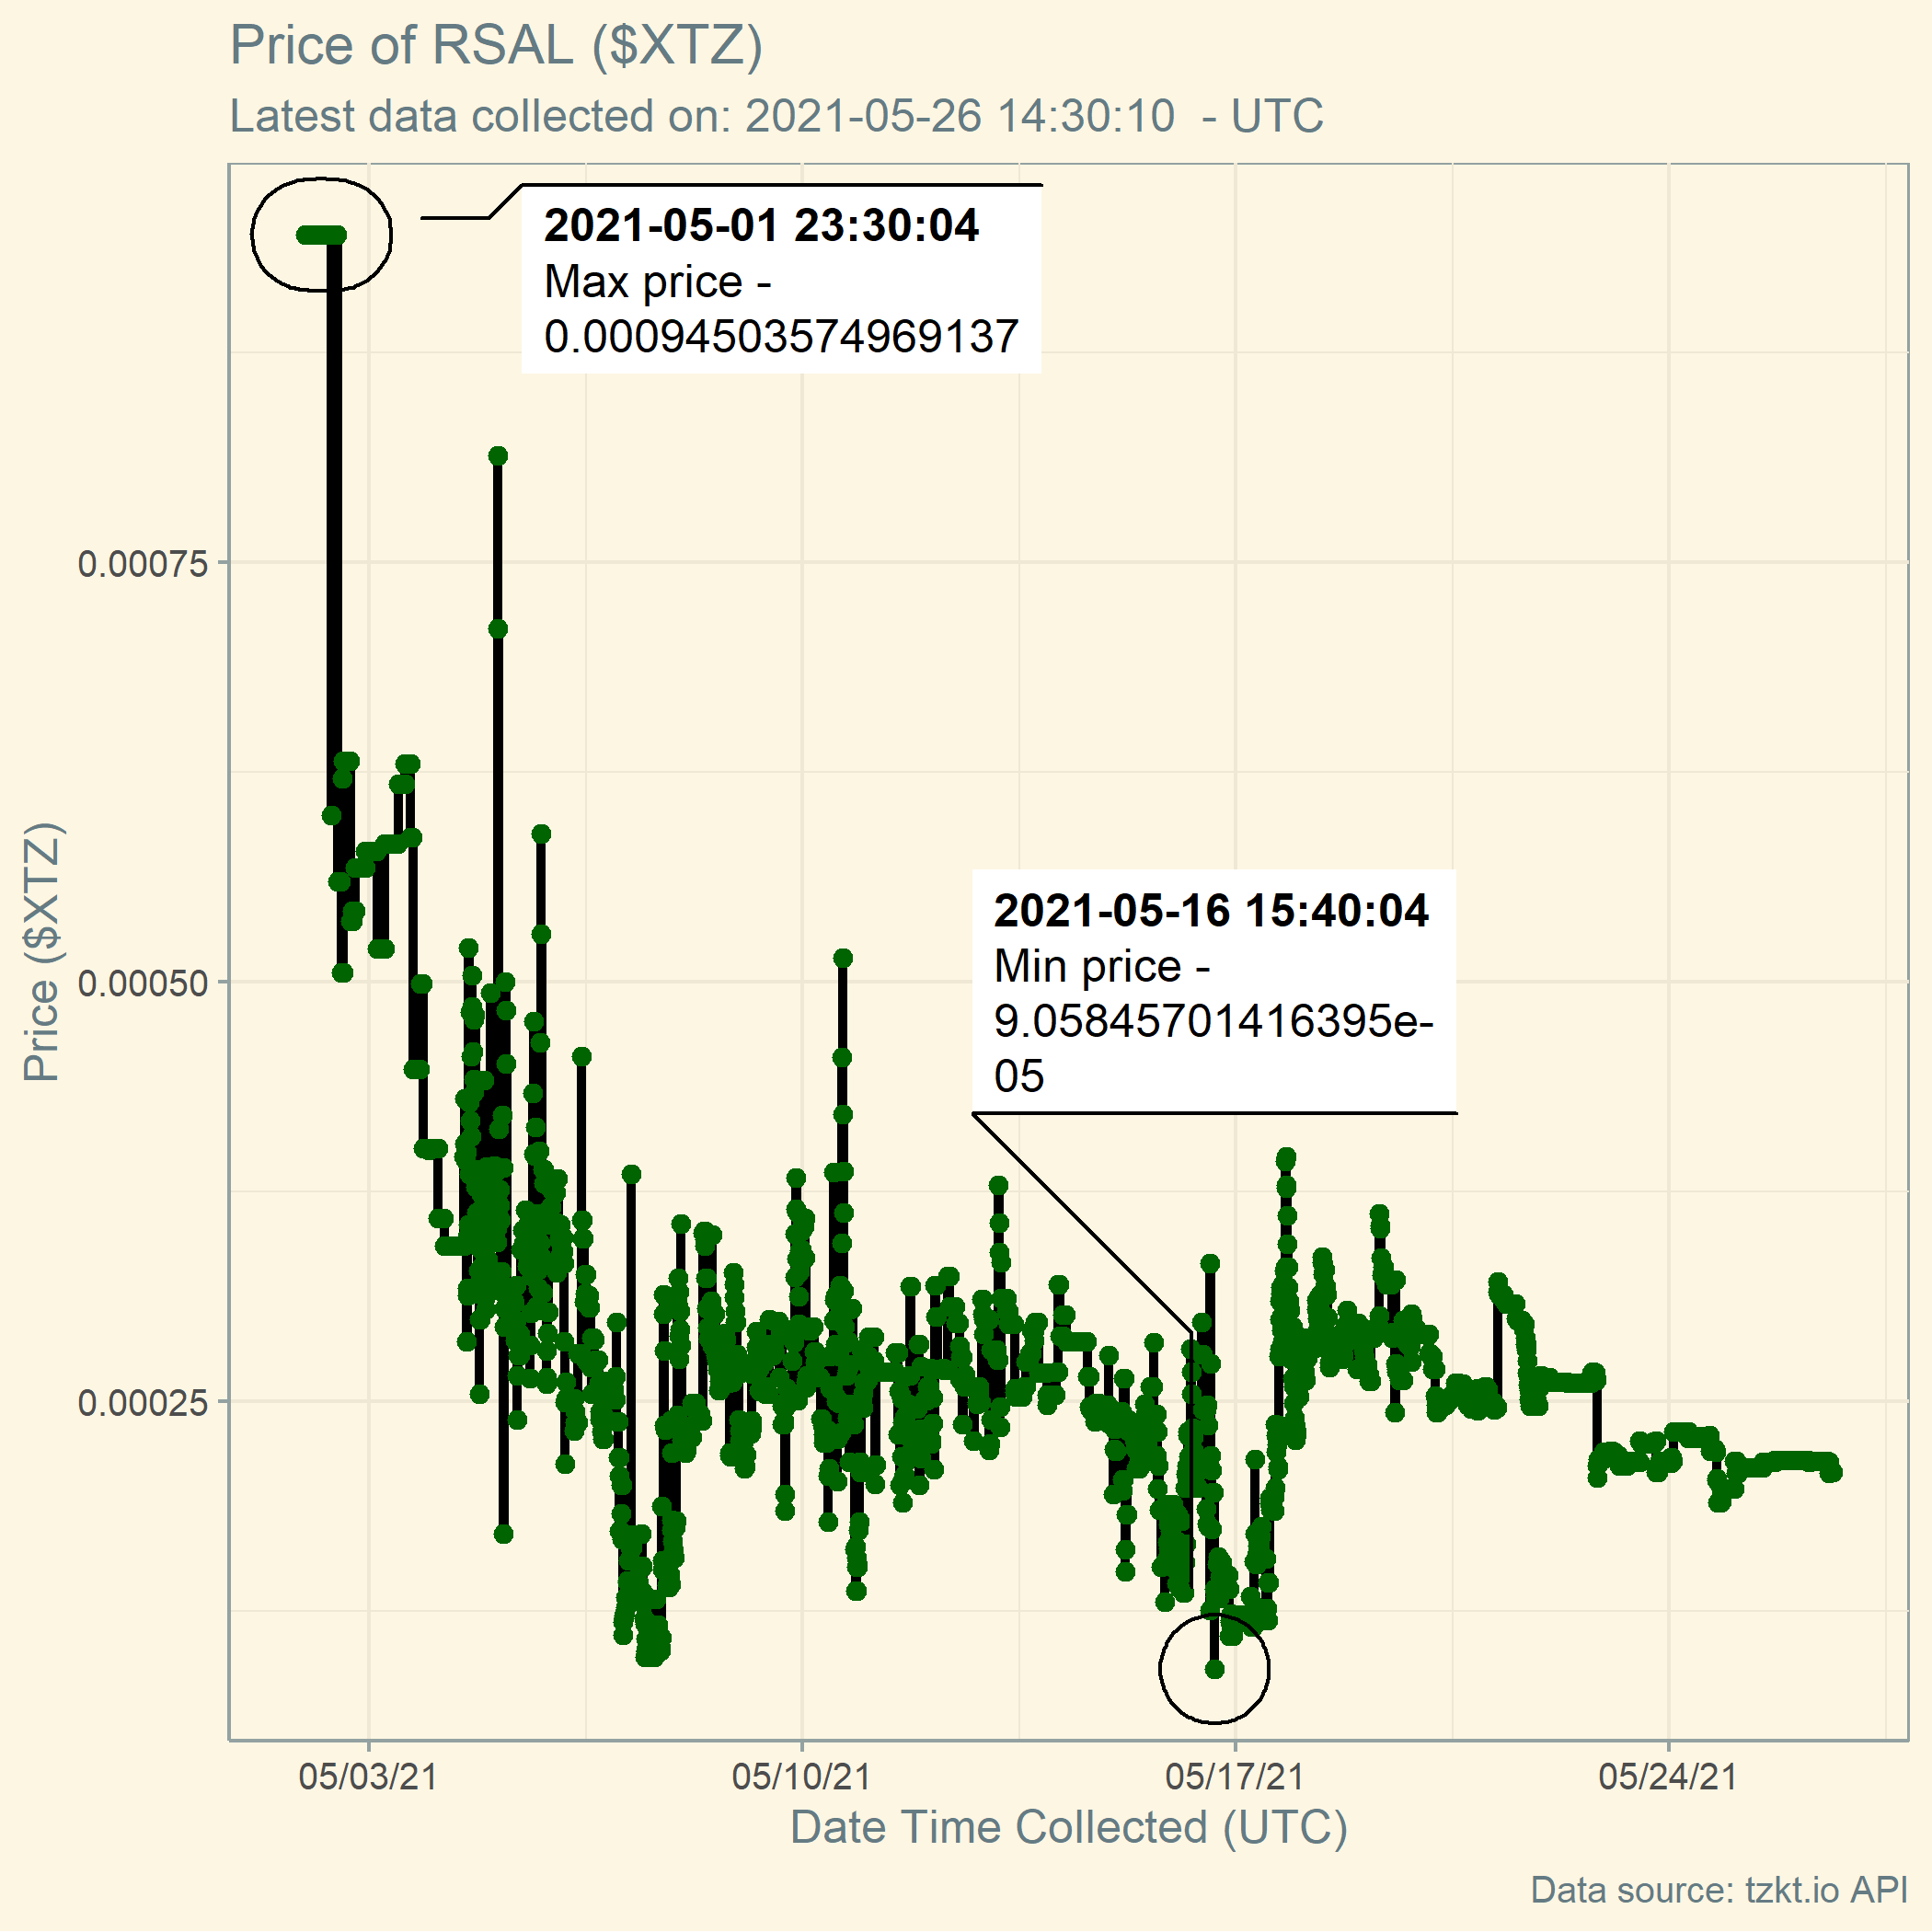 Price of RSAL ($XTZ)
Latest data collected on: 2021-05-26 14:30:10  - UTC
2021-05-01 23:30:04
Max price -
0.000945035749691​37
0.00075
2021-05-16 15:40:04
Min price -
9.05845701416395e-
05
Price ($XTZ)
0.00050
0.00025
05/03/21
05/10/21
05/17/21
05/24/21
Date Time Collected (UTC)
Data source: tzkt.io API